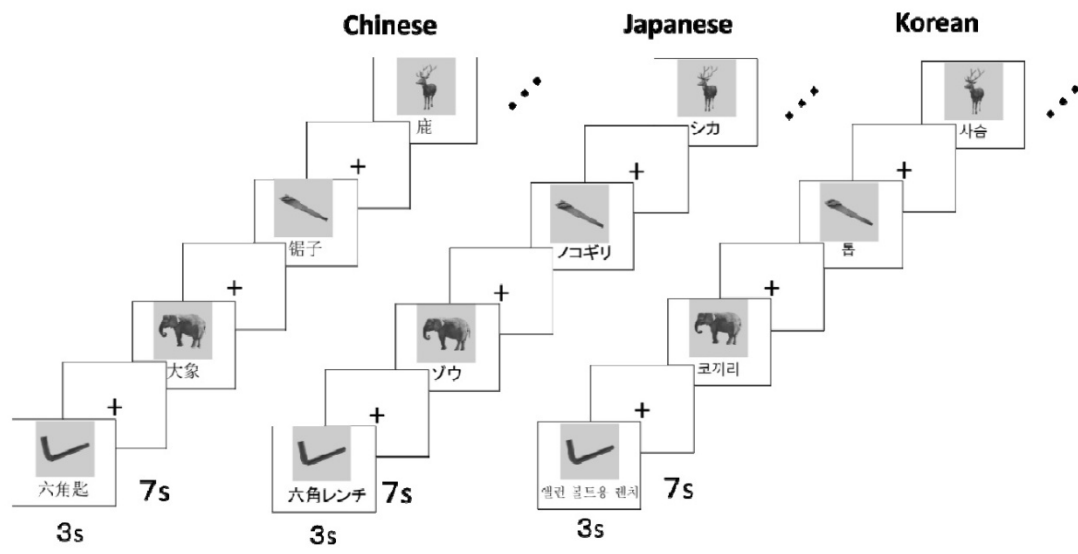 Chinese
Japanese
Korean
鹿
シカ
사슴
+
+
+
锯子
ノコギリ
톱
+
+
+
大象
ゾウ
코끼리
+
+
+
六角匙
六角レンチ
앨런 볼트용 렌치
7s
7s
7s
3s
3s
3s